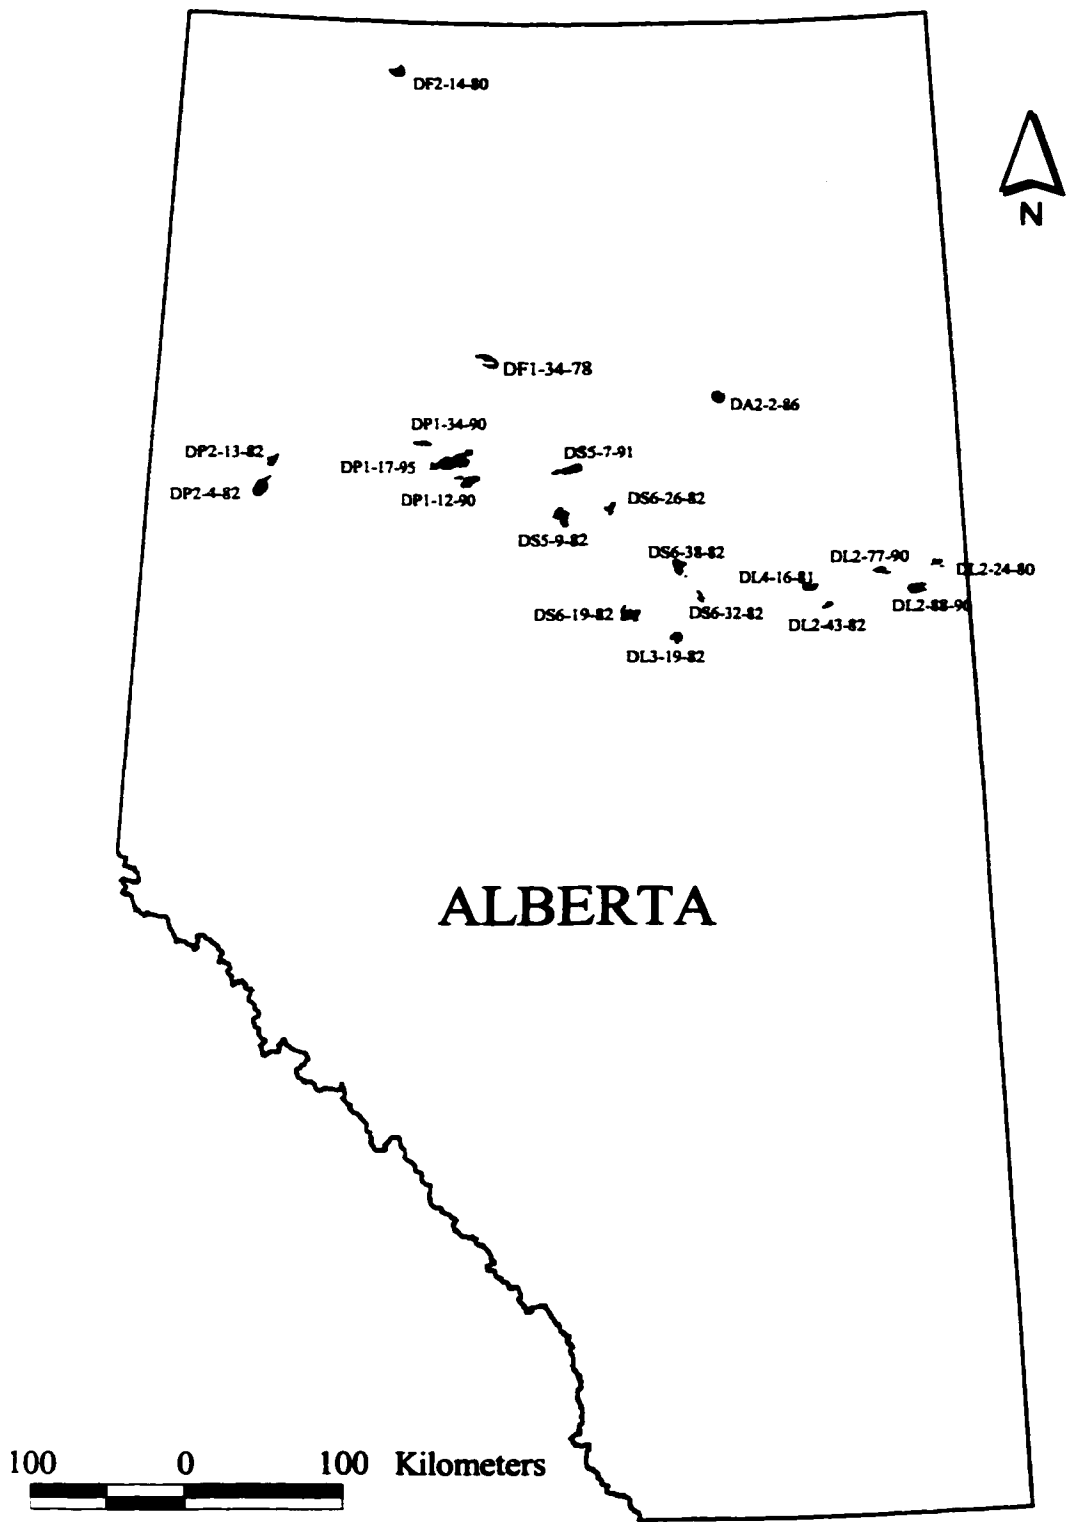 DF2-14-80
N
DF1-34-78
DA2-2-86
DP1-34-90
DP2-13-82
DP1-17-95
DS5-7-91
DP2-4-82
DP1-12-90
DS6-26-82
DS5-9-82
DS6-38-82
DL2-77-90
DL2-24-80
DL4-16-81
DL2-88-90
DS6-19-82
DS6-32-82
DL2-43-82
DL3-19-82
ALBERTA
100 0 100 Kilometers